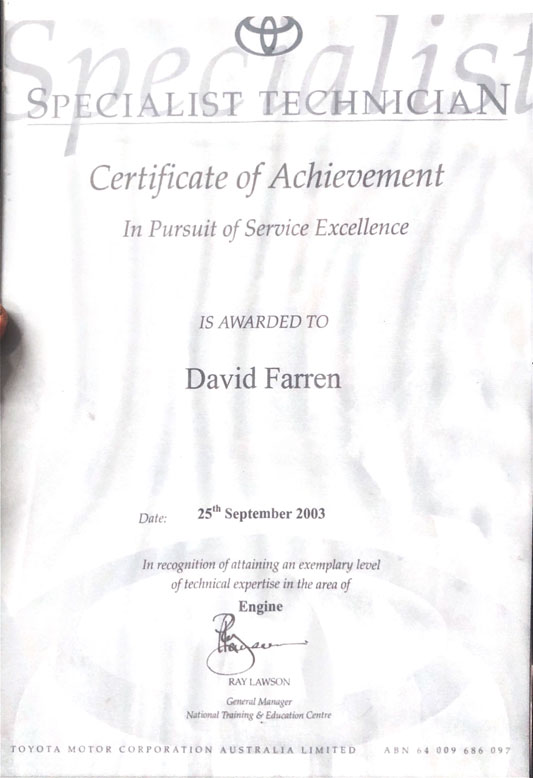 Specialist
SPECIALIST TECHNICIAN
Certificate of Achievement
In Pursuit of Service Excellence
IS AWARDED TO
David Farren
Date: 25th September 2003
In recognition of attaining an exemplary level
of technical expertise in the area of
Engine
RAY LAWSON
General Manager
National Training & Education Centre
TOYOTA MOTOR CORPORATION AUSTRALIA LIMITED ABN 64 009 686 097